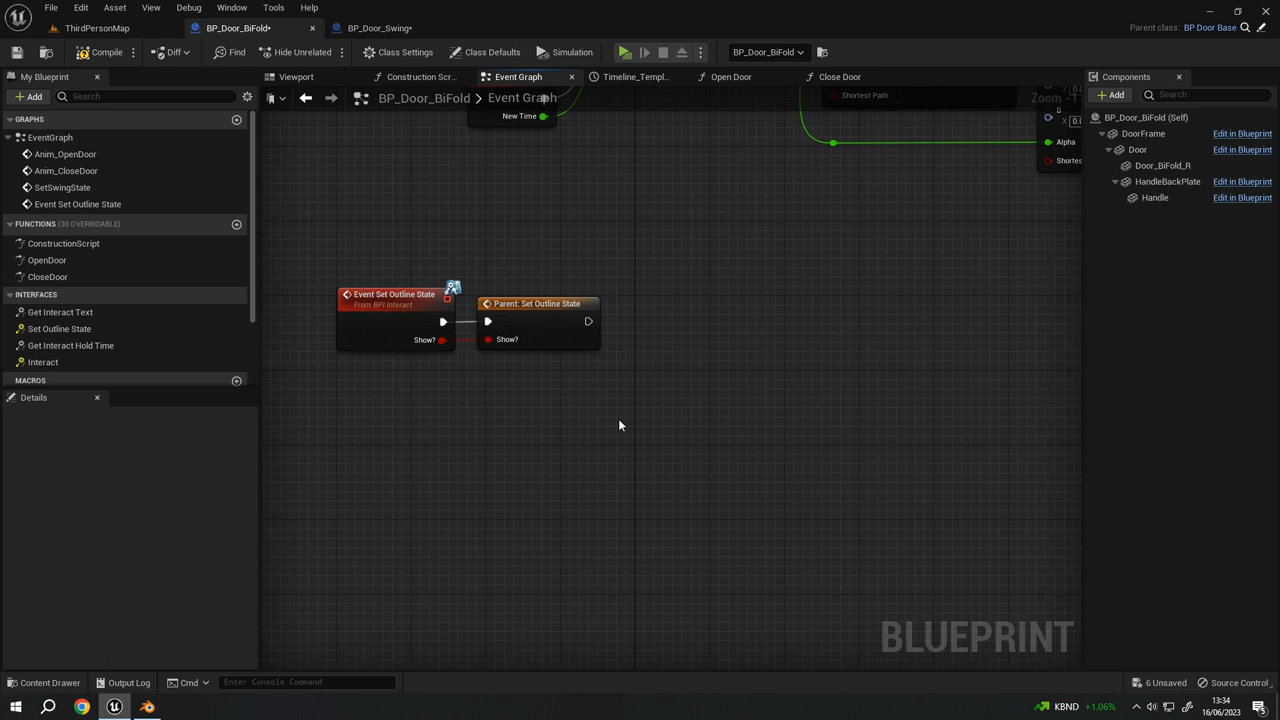 File Edit Asset View Debug Window Tools Help
ThirdPersonMap
BP_Door_BiFold*
BP_Door_Swing*
Parent class: BP Door Base
Compile
Diff
Find
Hide Unrelated
Class Settings
Class Defaults
Simulation
BP_Door_BiFold
My Blueprint
Viewport
Construction Scr...
Event Graph
Timeline_Templ...
Open Door
Close Door
Components
Add
Search
BP_Door_BiFold > Event Graph
Zoom -1
Add
Search
GRAPHS
EventGraph
Anim_OpenDoor
Anim_CloseDoor
SetSwingState
Event Set Outline State
FUNCTIONS (30 OVERRIDABLE)
ConstructionScript
OpenDoor
CloseDoor
INTERFACES
Get Interact Text
Set Outline State
Get Interact Hold Time
Interact
MACROS
Details
New Time
Shortest Path
B
X 0.0
Alpha
Shortes
Event Set Outline State
From BPI Interact
Show?
Parent: Set Outline State
Show?
BLUEPRINT
BP_Door_BiFold (Self)
DoorFrame Edit in Blueprint
Door Edit in Blueprint
Door_BiFold_R
HandleBackPlate Edit in Blueprint
Handle Edit in Blueprint
Content Drawer
Output Log
Cmd
Enter Console Command
6 Unsaved
Source Control
KBND +1.06%
13:34
16/06/2023